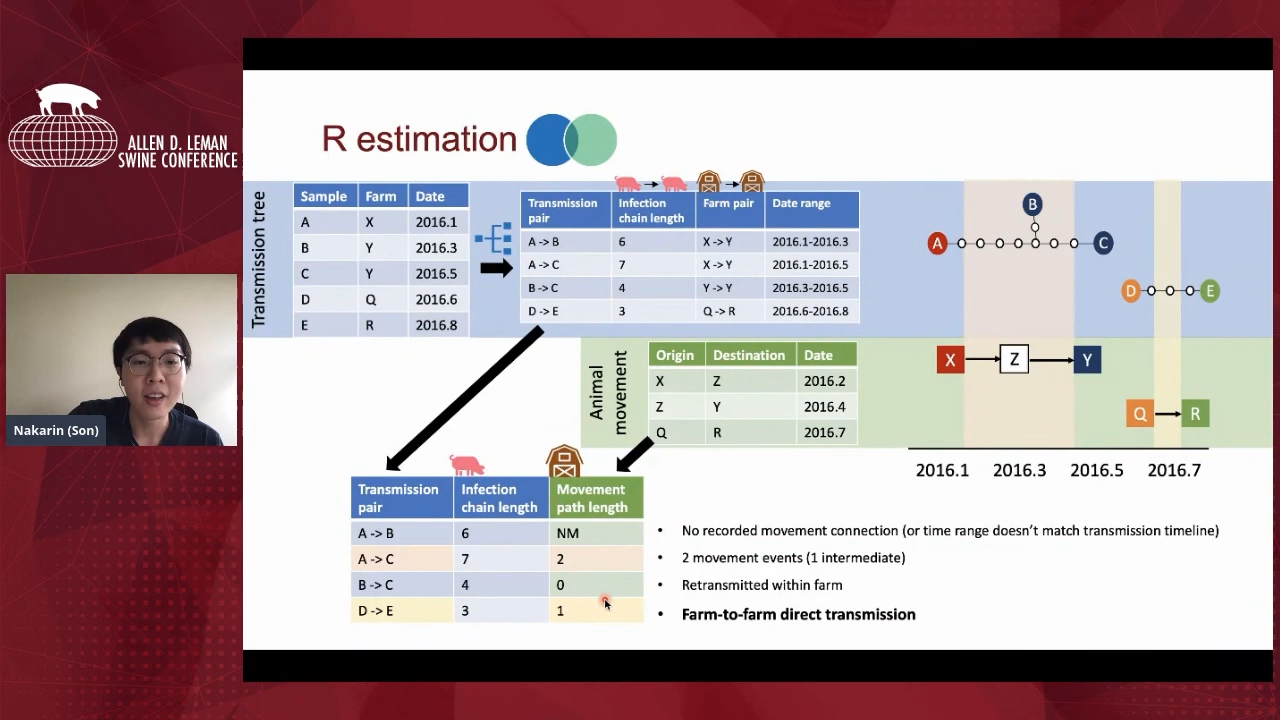 ALLEN D. LEMAN
SWINE CONFERENCE
Nakarin (Son)
R estimation
Transmission tree
Sample Farm Date
A X 2016.1
B Y 2016.3
C Y 2016.5
D Q 2016.6
E R 2016.8
Transmission pair Infection chain length Farm pair Date range
A -> B 6 X -> Y 2016.1-2016.3
A -> C 7 X -> Y 2016.1-2016.5
B -> C 4 Y -> Y 2016.3-2016.5
D -> E 3 Q -> R 2016.6-2016.8
B
A C
D E
Animal movement
Origin Destination Date
X Z 2016.2
Z Y 2016.4
Q R 2016.7
X Z Y
Q R
2016.1 2016.3 2016.5 2016.7
Transmission pair Infection chain length Movement path length
A -> B 6 NM
A -> C 7 2
B -> C 4 0
D -> E 3 1
• No recorded movement connection (or time range doesn't match transmission timeline)
• 2 movement events (1 intermediate)
• Retransmitted within farm
• Farm-to-farm direct transmission